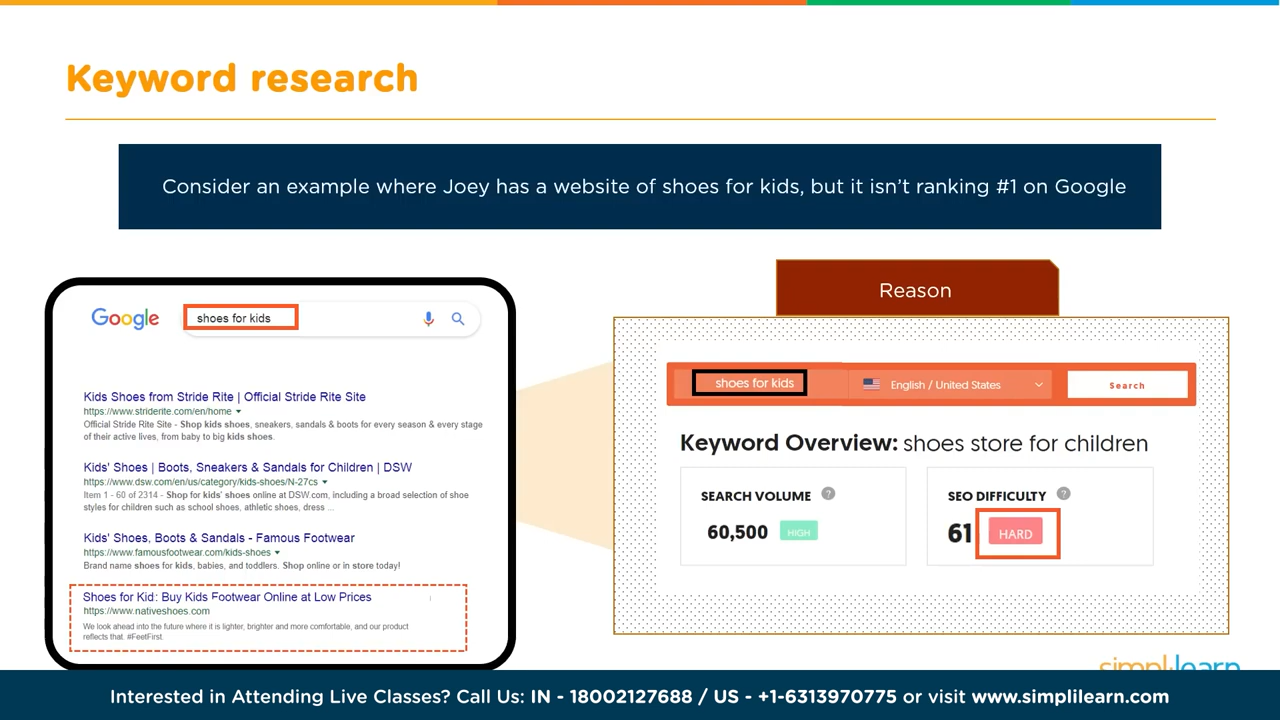 Keyword research
Consider an example where Joey has a website of shoes for kids, but it isn't ranking #1 on Google
Google
shoes for kids
Kids Shoes from Stride Rite | Official Stride Rite Site
https://www.striderite.com/en/home
Official Stride Rite Site - Shop kids shoes, sneakers, sandals & boots for every season & every stage
of their active lives, from baby to big kids shoes.
Kids' Shoes | Boots, Sneakers & Sandals for Children | DSW
https://www.dsw.com/en/us/category/kids-shoes/N-27cs
Item 1 - 60 of 2314 - Shop for kids' shoes online at DSW.com, including a broad selection of shoe
styles for children such as school shoes, athletic shoes, dress ...
Kids' Shoes, Boots & Sandals - Famous Footwear
https://www.famousfootwear.com/kids-shoes
Brand name shoes for kids, babies, and toddlers. Shop online or in store today!
Shoes for Kid: Buy Kids Footwear Online at Low Prices
https://www.nativeshoes.com
We look ahead into the future where it is lighter, brighter and more comfortable, and our product
reflects that. #FeetFirst.
Reason
shoes for kids
English / United States
Search
Keyword Overview: shoes store for children
SEARCH VOLUME ?
60,500 HIGH
SEO DIFFICULTY ?
61 HARD
simplilearn
Interested in Attending Live Classes? Call Us: IN - 18002127688 / US - +1-6313970775 or visit www.simplilearn.com